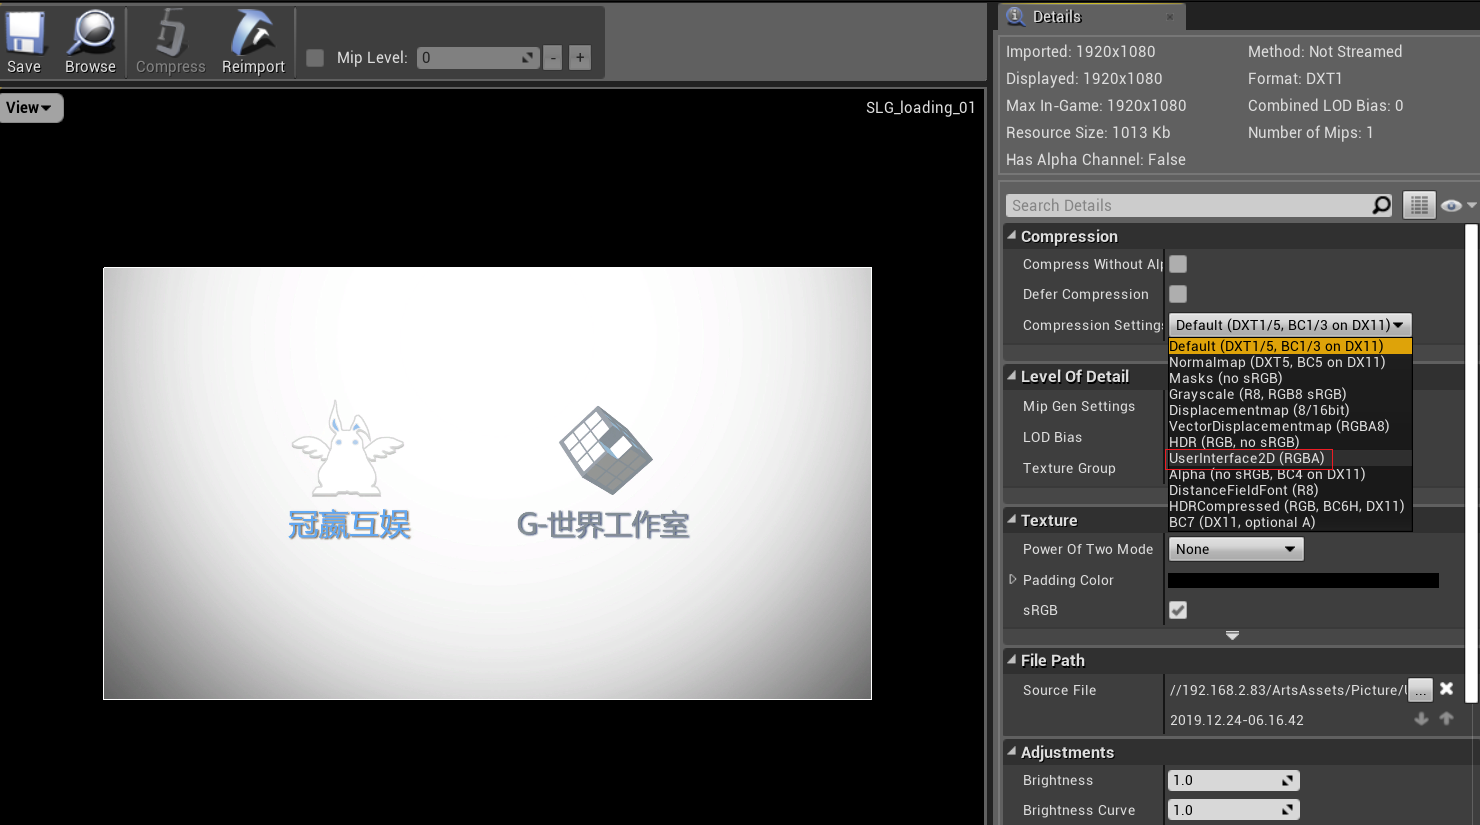 Save
Browse
Compress
Reimport
Mip Level:
0
-
+
View
SLG_loading_01
冠赢互娱
G-世界工作室
Details
Imported: 1920x1080
Method: Not Streamed
Displayed: 1920x1080
Format: DXT1
Max In-Game: 1920x1080
Combined LOD Bias: 0
Resource Size: 1013 Kb
Number of Mips: 1
Has Alpha Channel: False
Search Details
Compression
Compress Without Alp
Defer Compression
Compression Setting
Default (DXT1/5, BC1/3 on DX11)
Default (DXT1/5, BC1/3 on DX11)
Normalmap (DXT5, BC5 on DX11)
Masks (no sRGB)
Grayscale (R8, RGB8 sRGB)
Displacementmap (8/16bit)
VectorDisplacementmap (RGBA8)
HDR (RGB, no sRGB)
UserInterface2D (RGBA)
Alpha (no sRGB, BC4 on DX11)
DistanceFieldFont (R8)
HDRCompressed (RGB, BC6H, DX11)
BC7 (DX11, optional A)
Level Of Detail
Mip Gen Settings
LOD Bias
Texture Group
Texture
Power Of Two Mode
None
Padding Color
sRGB
File Path
Source File
//192.168.2.83/ArtsAssets/Picture/U
...
2019.12.24-06.16.42
Adjustments
Brightness
1.0
Brightness Curve
1.0